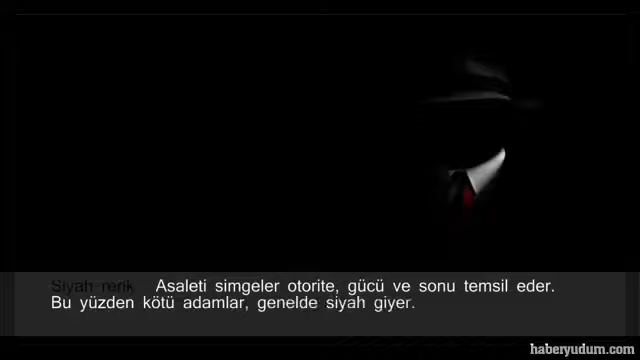 Siyah renk Asaleti simgeler otorite, gücü ve sonu temsil eder.
Bu yüzden kötü adamlar, genelde siyah giyer.
haberyudum.com